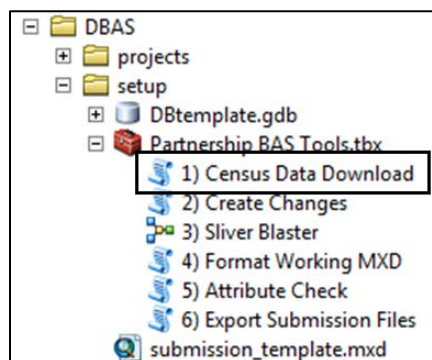 DBAS
projects
setup
DBtemplate.gdb
Partnership BAS Tools.tbx
1) Census Data Download
2) Create Changes
3) Sliver Blaster
4) Format Working MXD
5) Attribute Check
6) Export Submission Files
submission_template.mxd